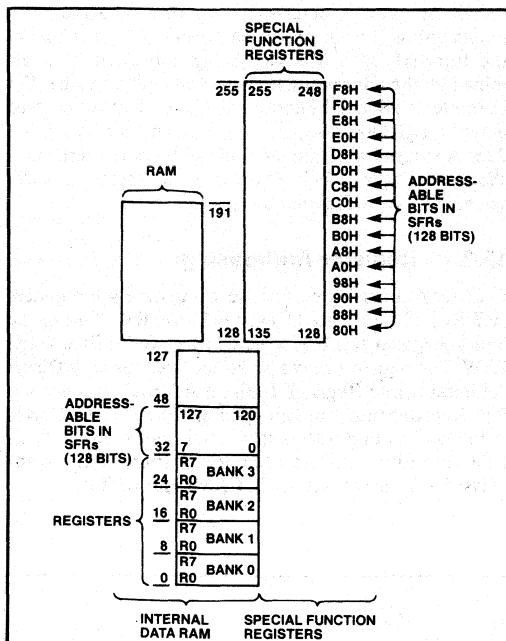 SPECIAL
FUNCTION
REGISTERS
255 255 248 F8H
F0H
E8H
E0H
D8H
D0H
C8H
C0H
B8H
B0H
A8H
A0H
98H
90H
88H
128 135 128 80H
ADDRESS-
ABLE
BITS IN
SFRs
(128 BITS)
RAM
191
127
48
ADDRESS-
ABLE
BITS IN
SFRs
(128 BITS)
127 120
32 7 0
REGISTERS
R7
24 R0 BANK 3
R7
16 R0 BANK 2
R7
8 R0 BANK 1
R7
0 R0 BANK 0
INTERNAL
DATA RAM
SPECIAL FUNCTION
REGISTERS